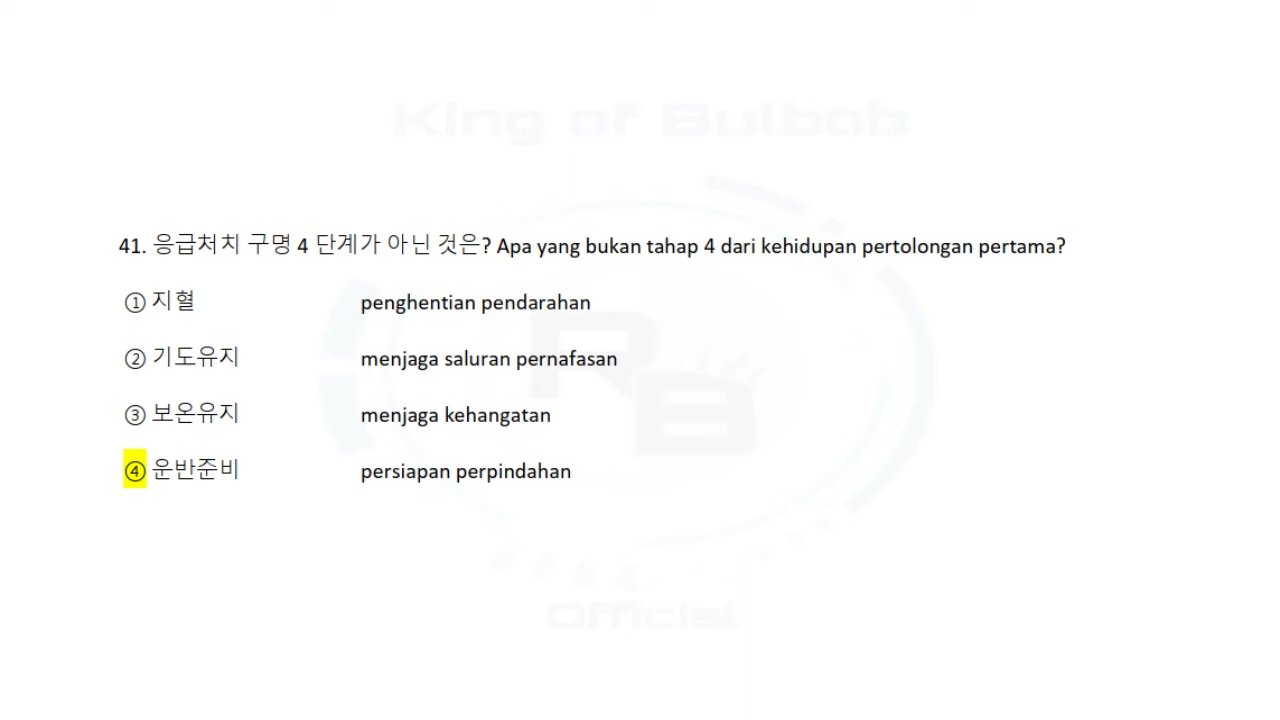 King of Bulbob
41. 응급처치 구명 4 단계가 아닌 것은? Apa yang bukan tahap 4 dari kehidupan pertolongan pertama?
① 지혈 penghentian pendarahan
② 기도유지 menjaga saluran pernafasan
③ 보온유지 menjaga kehangatan
④ 운반준비 persiapan perpindahan
RB
Official